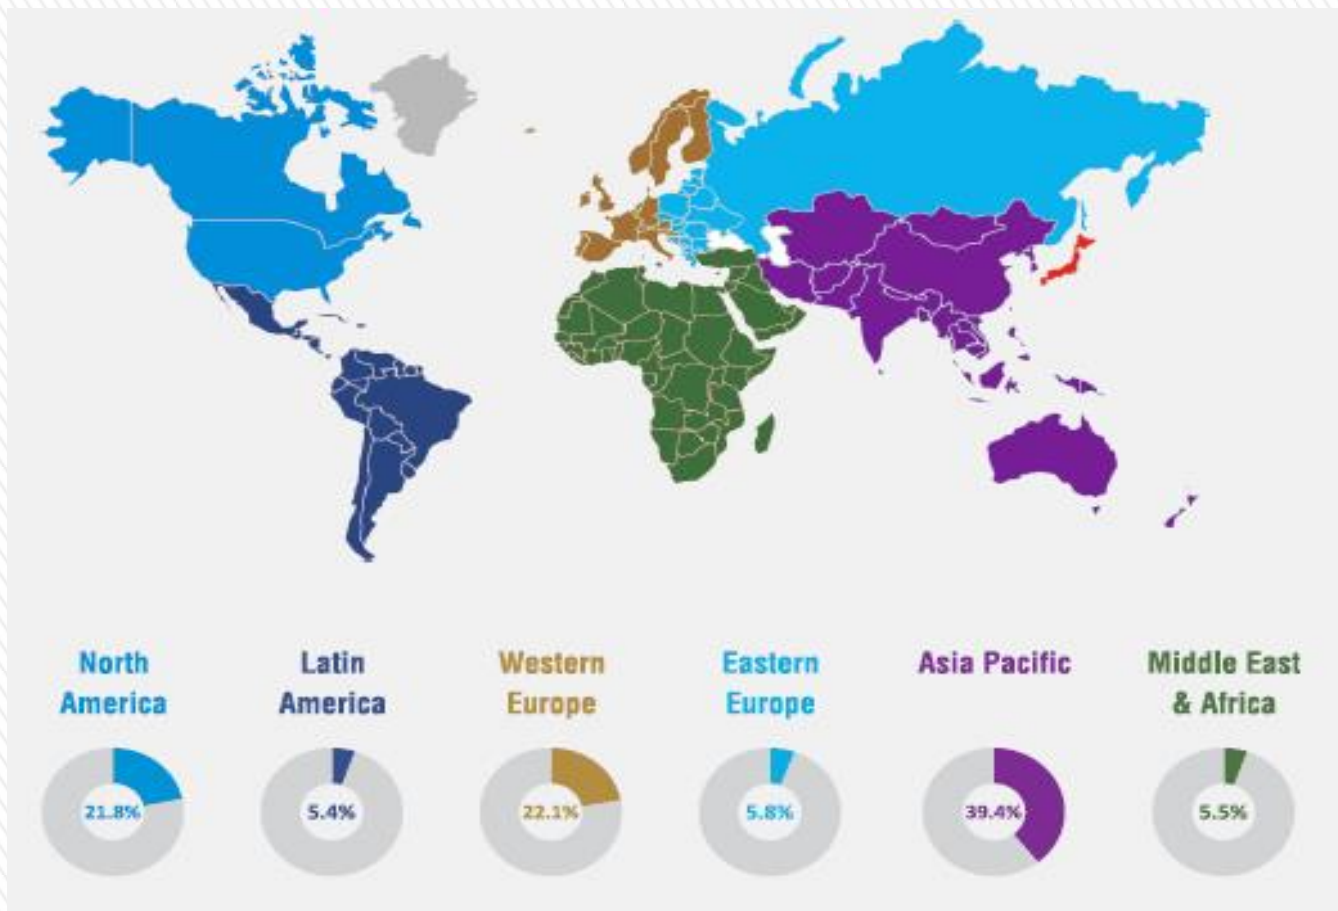 North
America
Latin
America
Western
Europe
Eastern
Europe
Asia Pacific
Middle East
& Africa
21.8%
5.4%
22.1%
5.8%
39.4%
5.5%